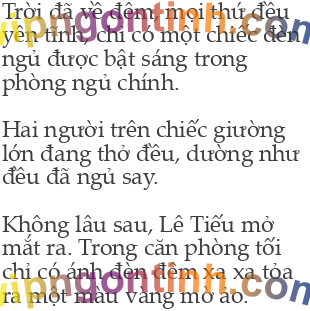 Trời đã về đêm, mọi thứ đều
yên tĩnh, chỉ có một chiếc đèn
ngủ được bật sáng trong
phòng ngủ chính.
Hai người trên chiếc giường
lớn đang thở đều, dường như
đều đã ngủ say.
Không lâu sau, Lê Tiếu mở
mắt ra. Trong căn phòng tối
chỉ có ánh đèn đêm xa xa tỏa
ra một màu vàng mờ ảo.
vipngontinh.com
vipngontinh.com